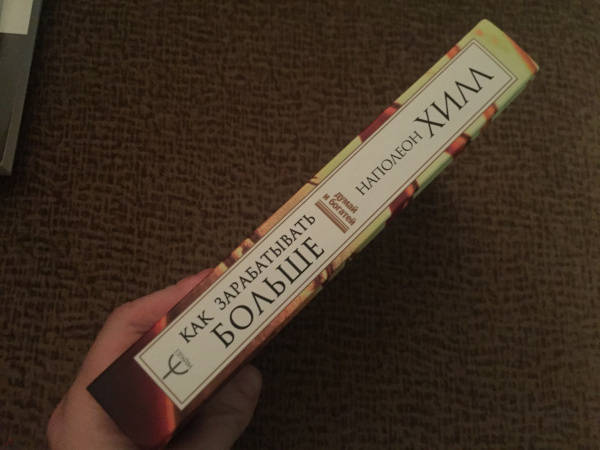 КАК ЗАРАБАТЫВАТЬ
БОЛЬШЕ
думай
и богатей
НАПОЛЕОН ХИЛЛ